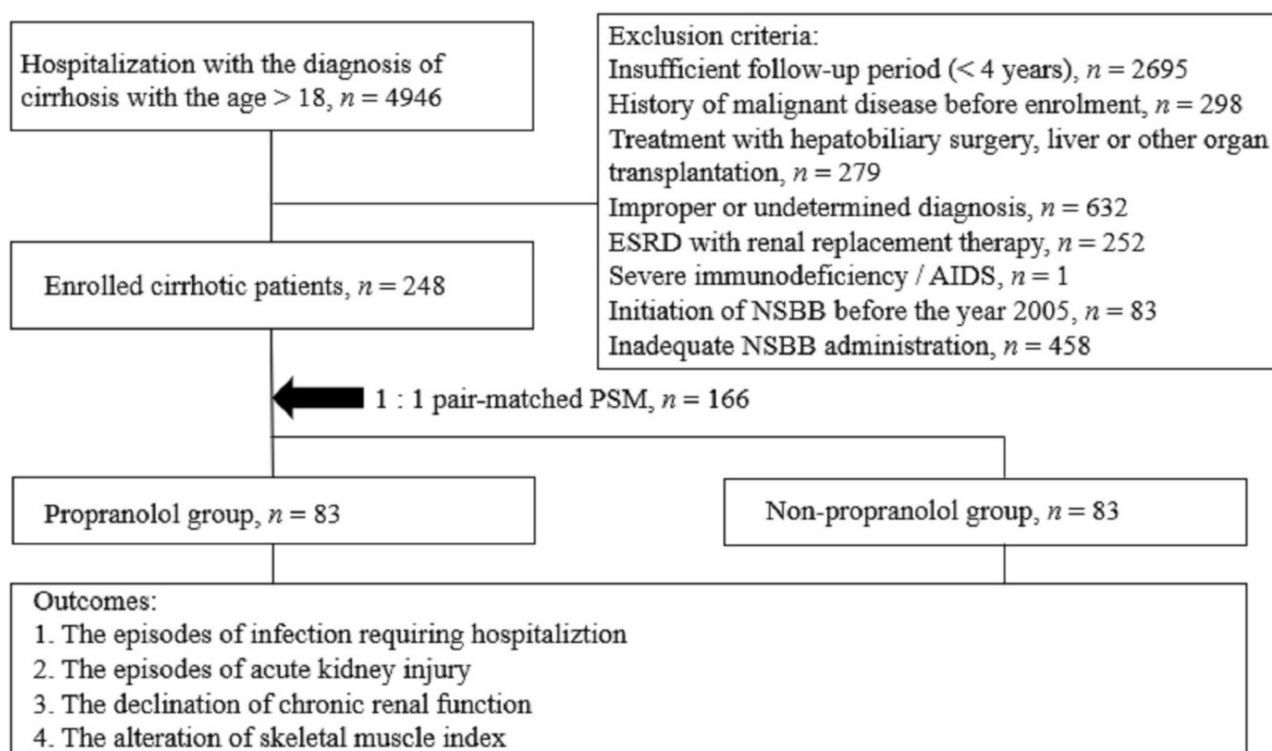 Hospitalization with the diagnosis of
cirrhosis with the age > 18, n = 4946
Exclusion criteria:
Insufficient follow-up period (< 4 years), n = 2695
History of malignant disease before enrolment, n = 298
Treatment with hepatobiliary surgery, liver or other organ
transplantation, n = 279
Improper or undetermined diagnosis, n = 632
ESRD with renal replacement therapy, n = 252
Severe immunodeficiency / AIDS, n = 1
Initiation of NSBB before the year 2005, n = 83
Inadequate NSBB administration, n = 458
Enrolled cirrhotic patients, n = 248
1 : 1 pair-matched PSM, n = 166
Propranolol group, n = 83
Non-propranolol group, n = 83
Outcomes:
1. The episodes of infection requiring hospitaliztion
2. The episodes of acute kidney injury
3. The declination of chronic renal function
4. The alteration of skeletal muscle index